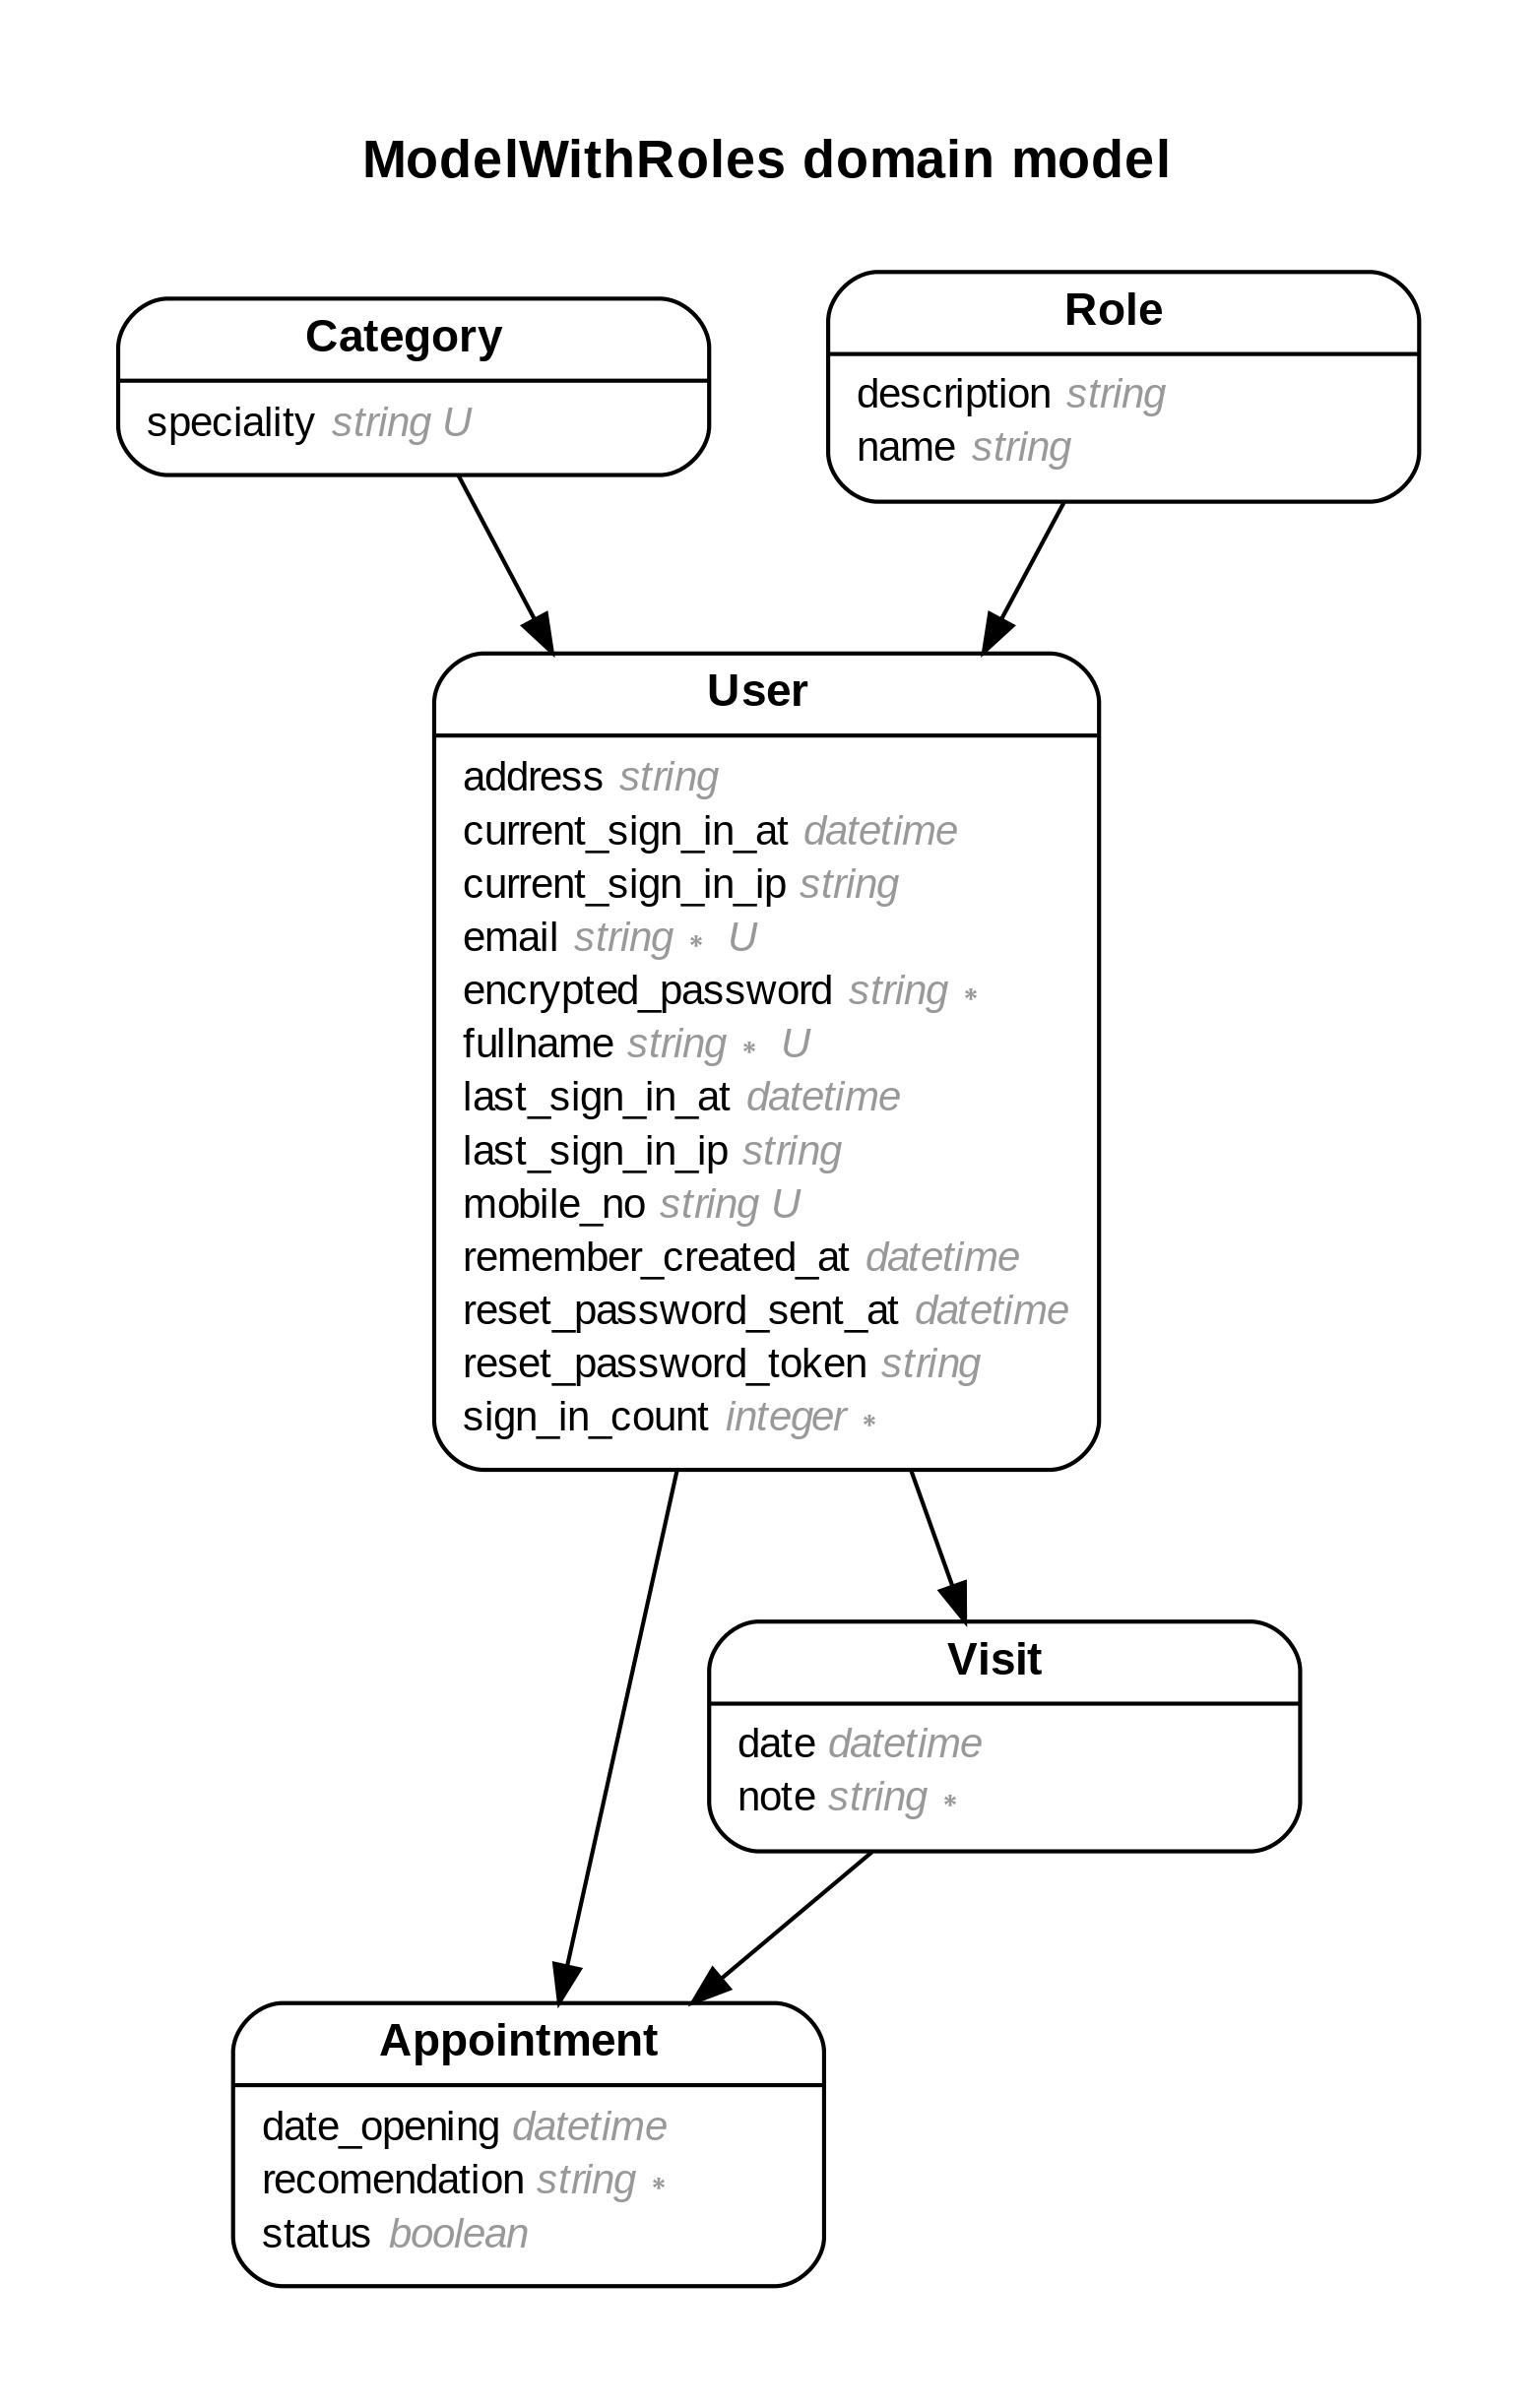 ModelWithRoles domain model
Category
speciality string U
Role
description string
name string
User
address string
current_sign_in_at datetime
current_sign_in_ip string
email string * U
encrypted_password string *
fullname string * U
last_sign_in_at datetime
last_sign_in_ip string
mobile_no string U
remember_created_at datetime
reset_password_sent_at datetime
reset_password_token string
sign_in_count integer *
Visit
date datetime
note string *
Appointment
date_opening datetime
recomendation string *
status boolean